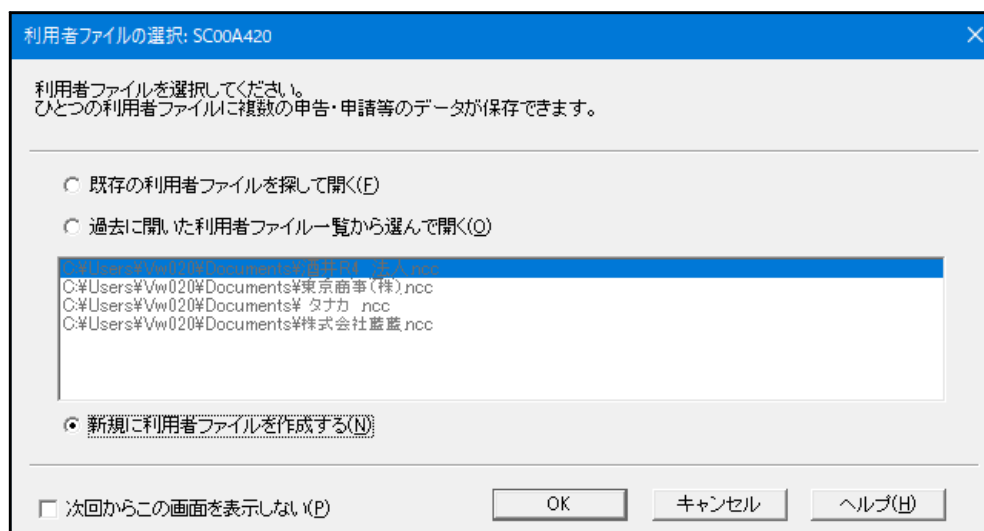 利用者ファイルの選択: SC00A420
利用者ファイルを選択してください。
ひとつの利用者ファイルに複数の申告・申請等のデータが保存できます。
既存の利用者ファイルを探して開く(F)
過去に開いた利用者ファイル一覧から選んで開く(O)
C:¥Users¥Vw020¥Documents¥酒井R4 法人.ncc
C:¥Users¥Vw020¥Documents¥東京商事(株).ncc
C:¥Users¥Vw020¥Documents¥ タナカ .ncc
C:¥Users¥Vw020¥Documents¥株式会社藍藍.ncc
新規に利用者ファイルを作成する(N)
次回からこの画面を表示しない(P)
OK
キャンセル
ヘルプ(H)